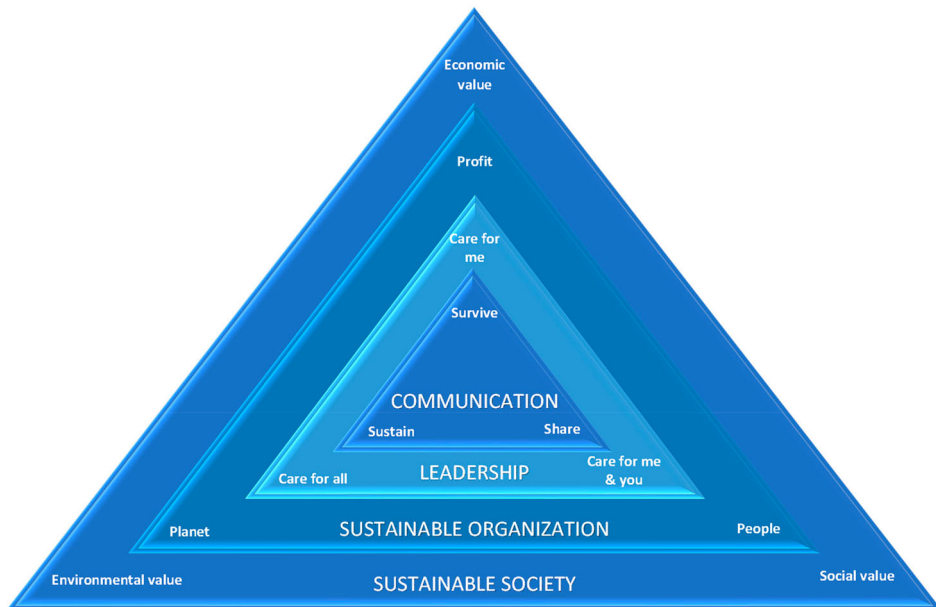 Economic
value
Profit
Care for
me
Survive
COMMUNICATION
Sustain
Share
LEADERSHIP
Care for all
Care for me
& you
SUSTAINABLE ORGANIZATION
Planet
People
SUSTAINABLE SOCIETY
Environmental value
Social value